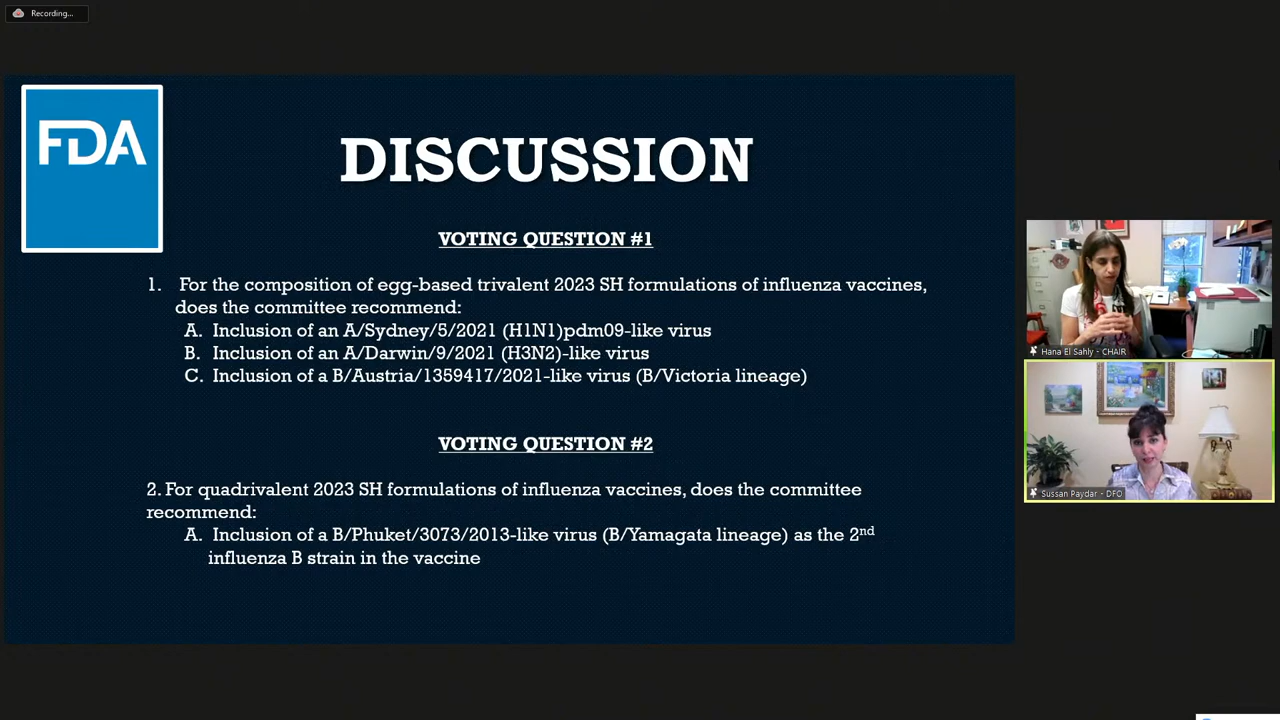 Recording...
FDA
DISCUSSION
VOTING QUESTION #1
1. For the composition of egg-based trivalent 2023 SH formulations of influenza vaccines,
does the committee recommend:
A. Inclusion of an A/Sydney/5/2021 (H1N1)pdm09-like virus
B. Inclusion of an A/Darwin/9/2021 (H3N2)-like virus
C. Inclusion of a B/Austria/1359417/2021-like virus (B/Victoria lineage)
VOTING QUESTION #2
2. For quadrivalent 2023 SH formulations of influenza vaccines, does the committee
recommend:
A. Inclusion of a B/Phuket/3073/2013-like virus (B/Yamagata lineage) as the 2nd
influenza B strain in the vaccine
Hana El Sahly - CHAIR
Sussan Paydar - DFO